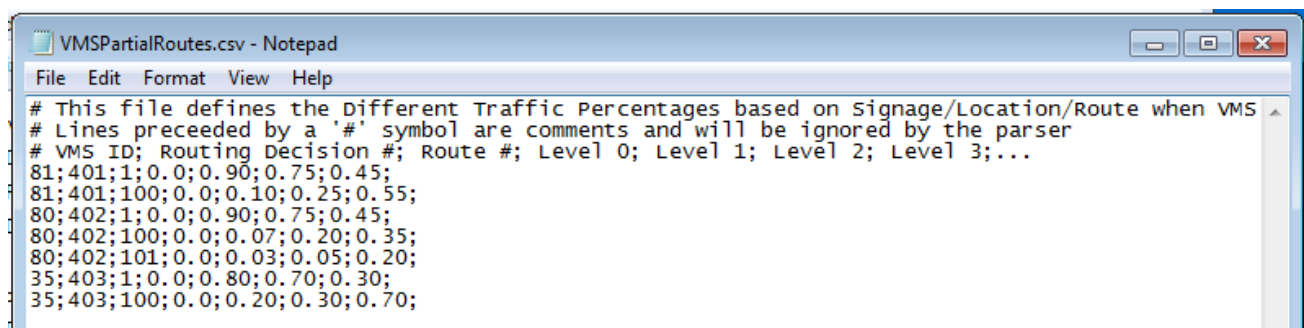 VMSPartialRoutes.csv - Notepad
File Edit Format View Help
# This file defines the Different Traffic Percentages based on Signage/Location/Route when VMS
# Lines preceeded by a '#' symbol are comments and will be ignored by the parser
# VMS ID; Routing Decision #; Route #; Level 0; Level 1; Level 2; Level 3;...
81;401;1;0.0;0.90;0.75;0.45;
81;401;100;0.0;0.10;0.25;0.55;
80;402;1;0.0;0.90;0.75;0.45;
80;402;100;0.0;0.07;0.20;0.35;
80;402;101;0.0;0.03;0.05;0.20;
35;403;1;0.0;0.80;0.70;0.30;
35;403;100;0.0;0.20;0.30;0.70;